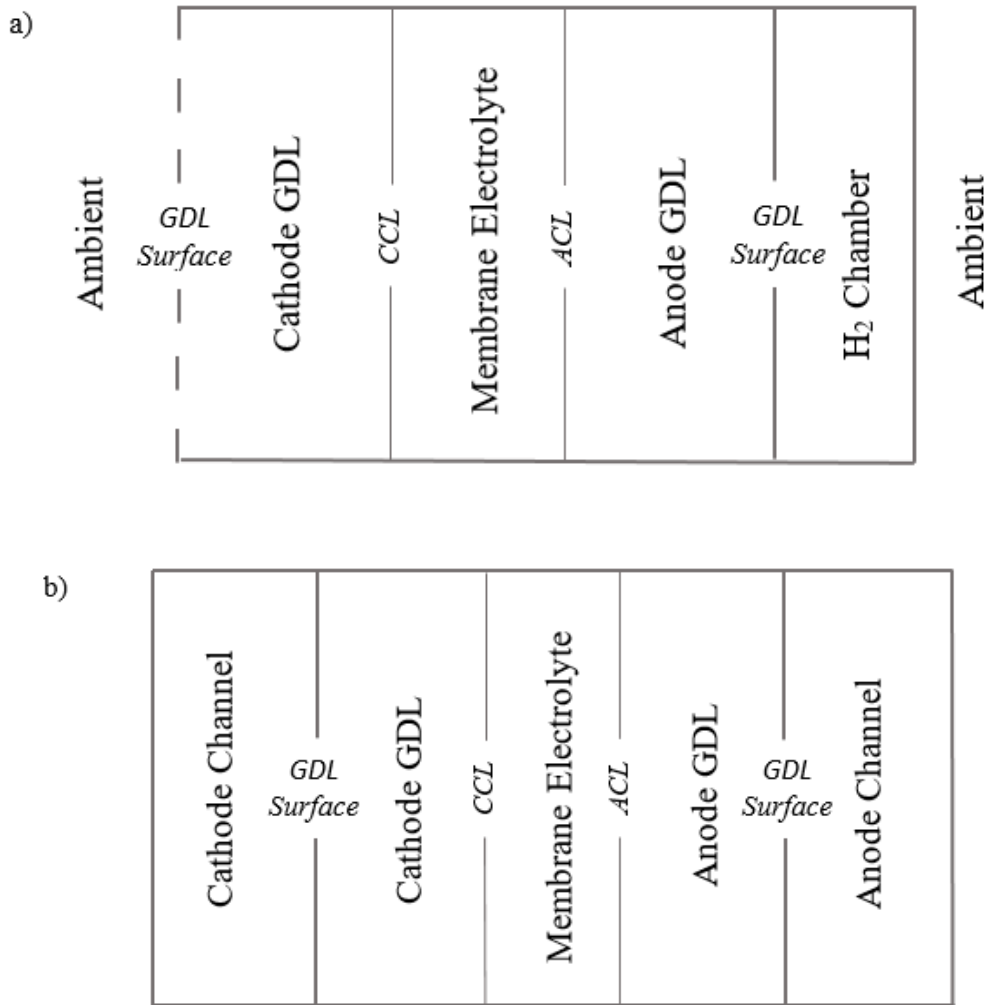 a)
Ambient
GDL
Surface
Cathode GDL
CCL
Membrane Electrolyte
ACL
Anode GDL
GDL
Surface
H₂ Chamber
Ambient
b)
Cathode Channel
GDL
Surface
Cathode GDL
CCL
Membrane Electrolyte
ACL
Anode GDL
GDL
Surface
Anode Channel